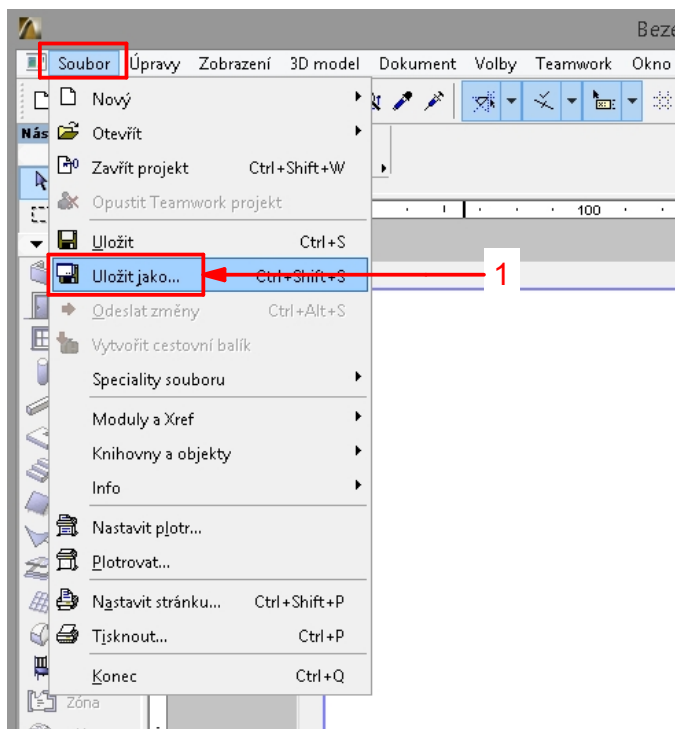 Beze
Soubor Úpravy Zobrazení 3D model Dokument Volby Teamwork Okno
Nás
Nový
Otevřít
Zavřít projekt Ctrl+Shift+W
Opustit Teamwork projekt
100
Uložit Ctrl+S
Uložit jako... Ctrl+Shift+S 1
Odeslat změny Ctrl+Alt+S
Vytvořit cestovní balík
Speciality souboru
Moduly a Xref
Knihovny a objekty
Info
Nastavit plotr...
Plotrovat...
Nastavit stránku... Ctrl+Shift+P
Tisknout... Ctrl+P
Konec Ctrl+Q
Zóna